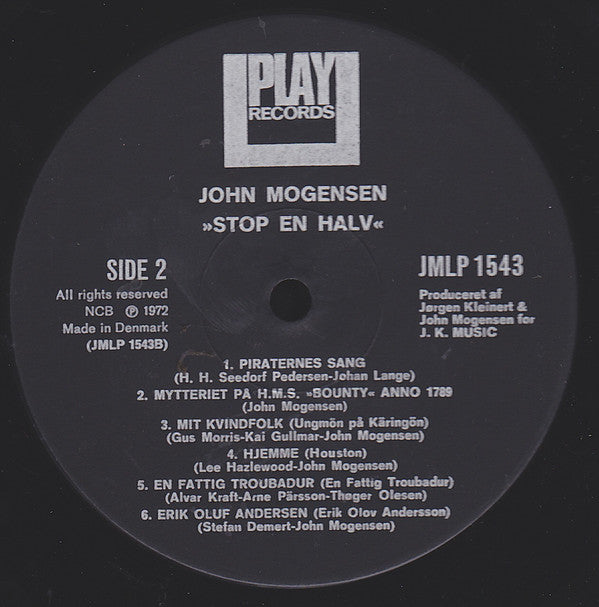 PLAY
RECORDS
JOHN MOGENSEN
»STOP EN HALV«
SIDE 2
All rights reserved
NCB ℗ 1972
Made in Denmark
(JMLP 1543B)
JMLP 1543
Produceret af
Jørgen Kleinert &
John Mogensen for
J. K. MUSIC
1. PIRATERNES SANG
(H. H. Seedorf Pedersen-Johan Lange)
2. MYTTERIET PÅ H.M.S. »BOUNTY« ANNO 1789
(John Mogensen)
3. MIT KVINDFOLK (Ungmön på Käringön)
(Gus Morris-Kai Gullmar-John Mogensen)
4. HJEMME (Houston)
(Lee Hazlewood-John Mogensen)
5. EN FATTIG TROUBADUR (En Fattig Troubadur)
(Alvar Kraft-Arne Pärsson-Thøger Olesen)
6. ERIK OLUF ANDERSEN (Erik Olov Andersson)
(Stefan Demert-John Mogensen)